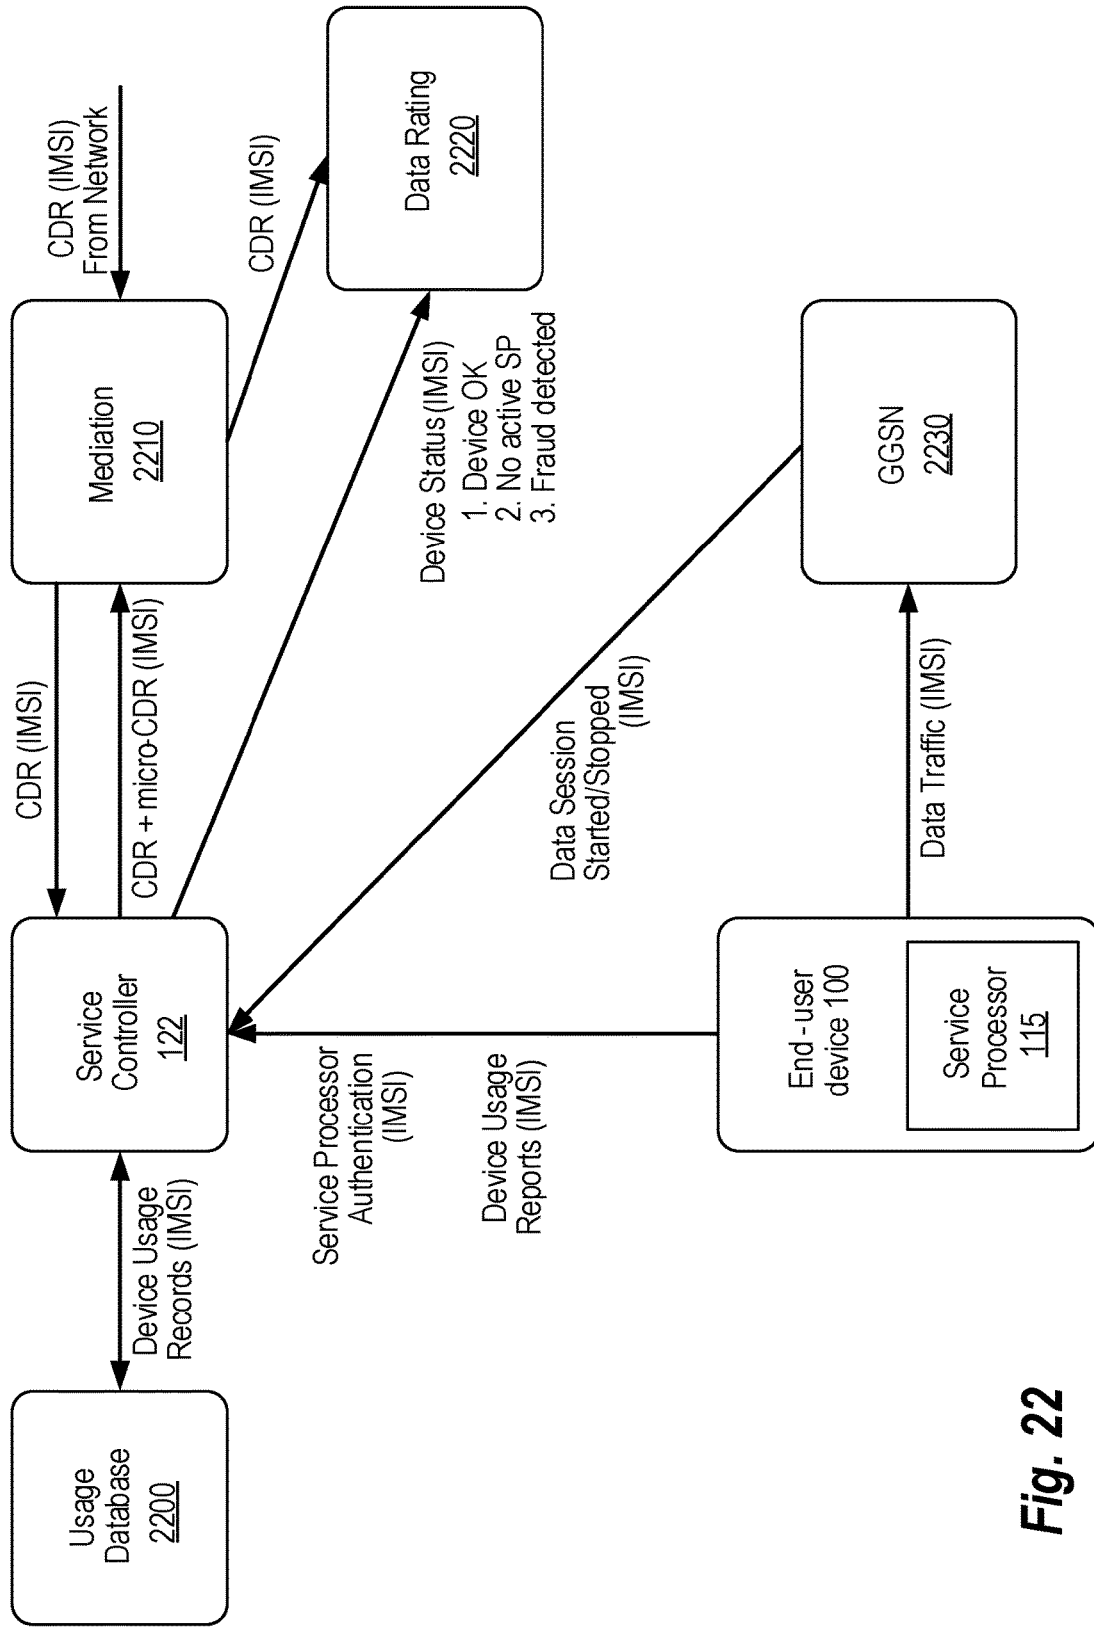 Usage
Database
2200
Device Usage
Records (IMSI)
Service
Controller
122
CDR (IMSI)
CDR + micro-CDR (IMSI)
Mediation
2210
CDR (IMSI)
From Network
CDR (IMSI)
Data Rating
2220
Device Status(IMSI)
1. Device OK
2. No active SP
3. Fraud detected
Service Processor
Authentication
(IMSI)
Device Usage
Reports (IMSI)
Data Session
Started/Stopped
(IMSI)
End - user
device 100
Service
Processor
115
Data Traffic (IMSI)
GGSN
2230
Fig. 22